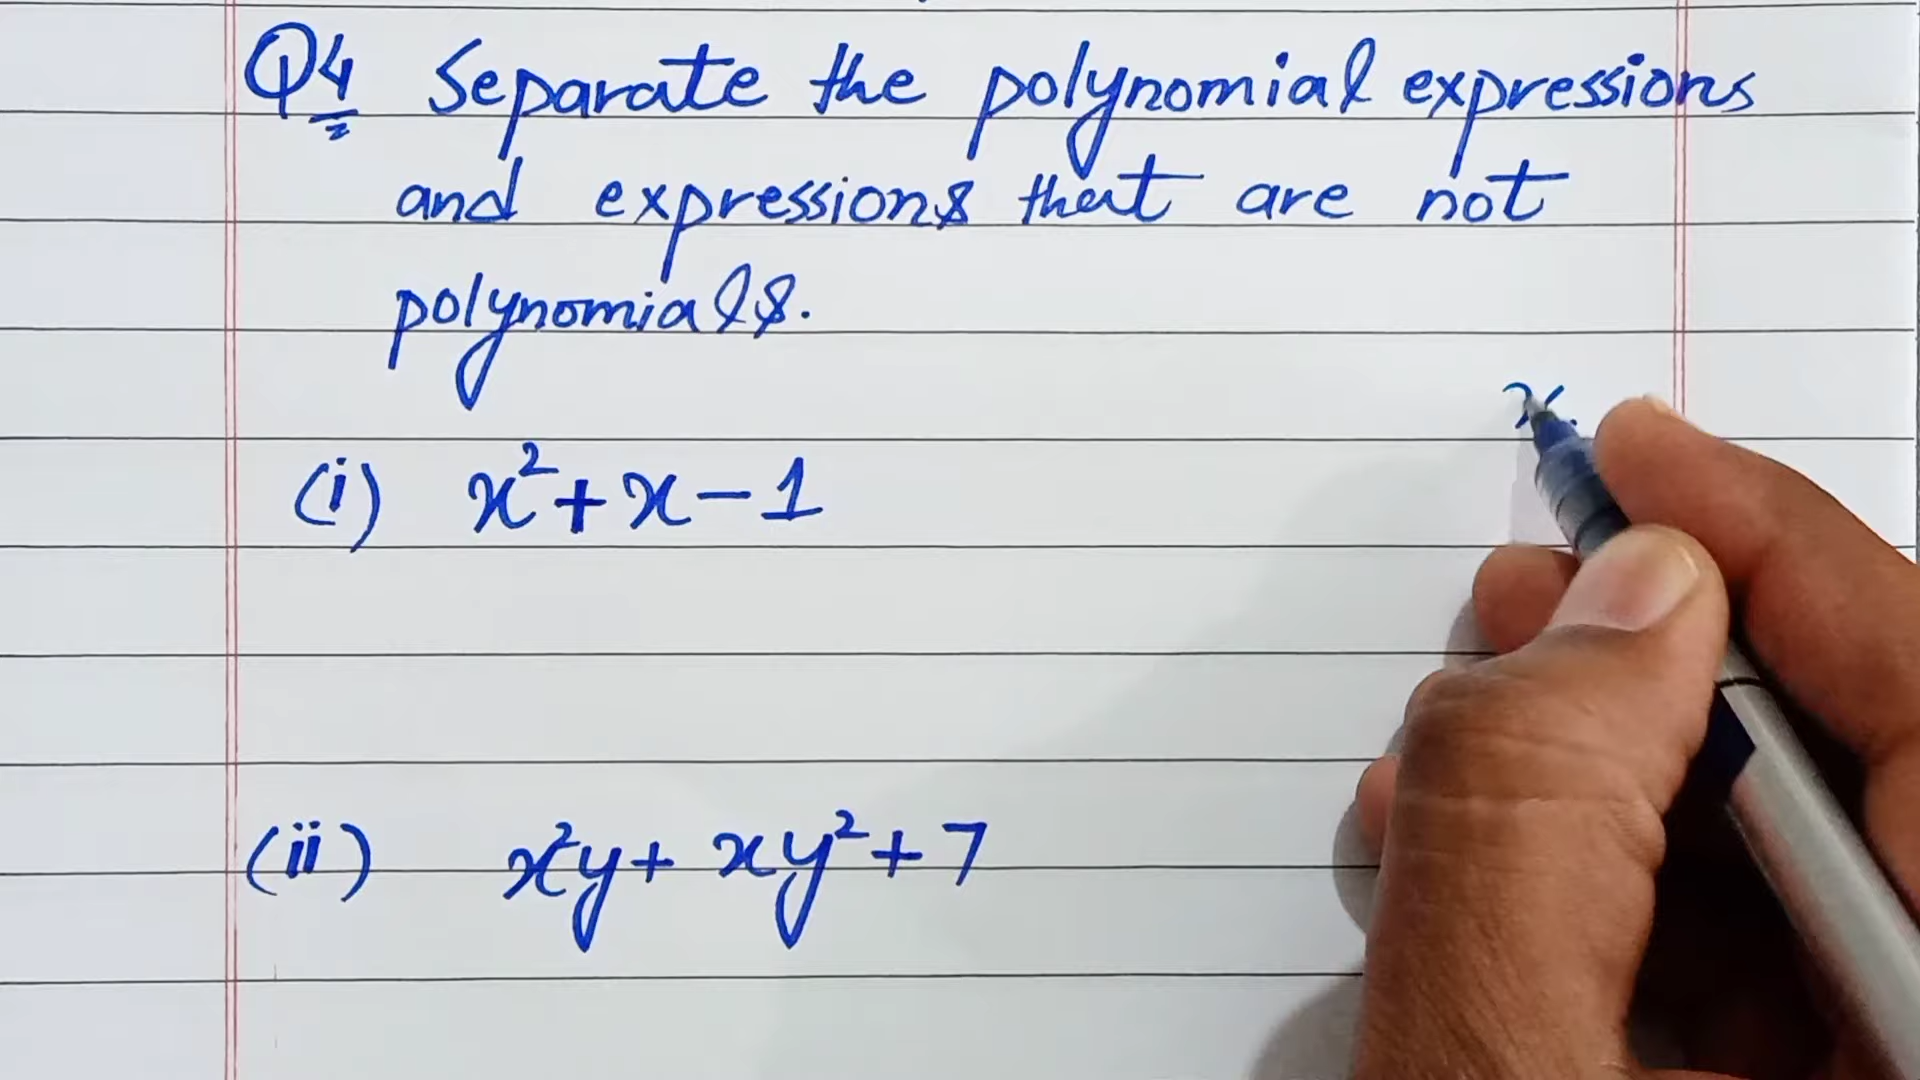 Q4 Separate the polynomial expressions
and expressions that are not
polynomials.
x
(i) x² + x - 1
(ii) x²y + xy² + 7